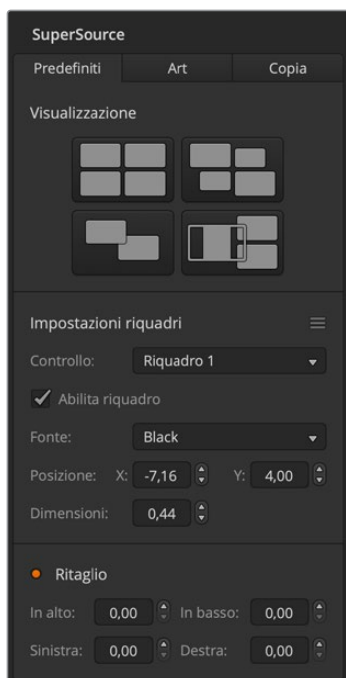 SuperSource
Predefiniti Art Copia
Visualizzazione
Impostazioni riquadri
Controllo: Riquadro 1
Abilita riquadro
Fonte: Black
Posizione: X: -7,16 Y: 4,00
Dimensioni: 0,44
Ritaglio
In alto: 0,00 In basso: 0,00
Sinistra: 0,00 Destra: 0,00